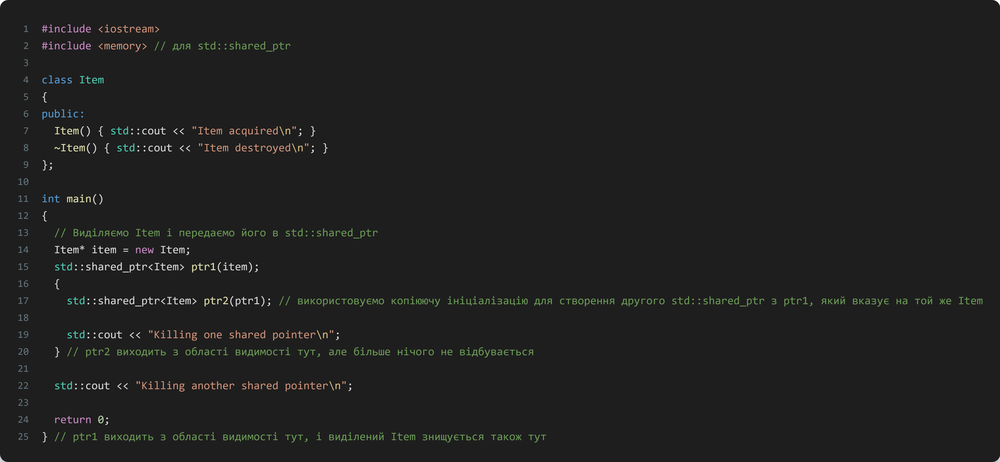 1 #include <iostream>
2 #include <memory> // для std::shared_ptr
3
4 class Item
5 {
6 public:
7   Item() { std::cout << "Item acquired\n"; }
8   ~Item() { std::cout << "Item destroyed\n"; }
9 };
10
11 int main()
12 {
13   // Виділяємо Item і передаємо його в std::shared_ptr
14   Item* item = new Item;
15   std::shared_ptr<Item> ptr1(item);
16   {
17     std::shared_ptr<Item> ptr2(ptr1); // використовуємо копіюючу ініціалізацію для створення другого std::shared_ptr з ptr1, який вказує на той же Item
18
19     std::cout << "Killing one shared pointer\n";
20   } // ptr2 виходить з області видимості тут, але більше нічого не відбувається
21
22   std::cout << "Killing another shared pointer\n";
23
24   return 0;
25 } // ptr1 виходить з області видимості тут, і виділений Item знищується також тут